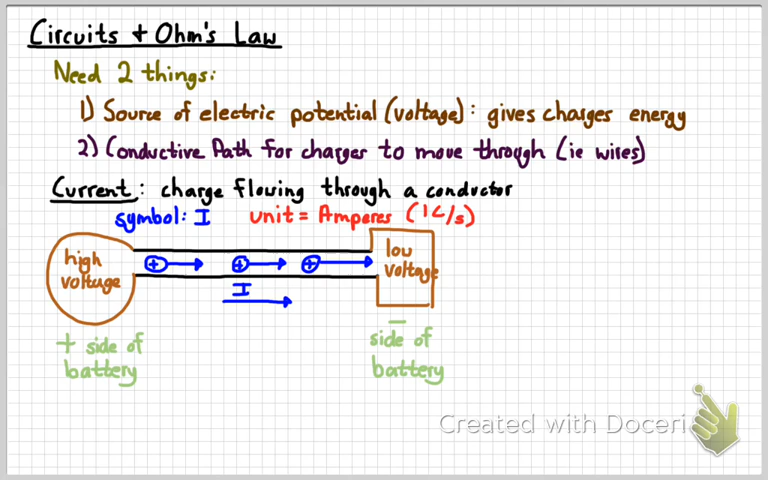 Circuits + Ohm's Law
Need 2 things:
1) Source of electric potential (voltage): gives charges energy
2) Conductive Path for charges to move through (ie wires)
Current: charge flowing through a conductor
symbol: I unit = Amperes (1C/s)
high
voltage
+ + +
low
voltage
I
+ side of
battery
- side of
battery
Created with Doceri